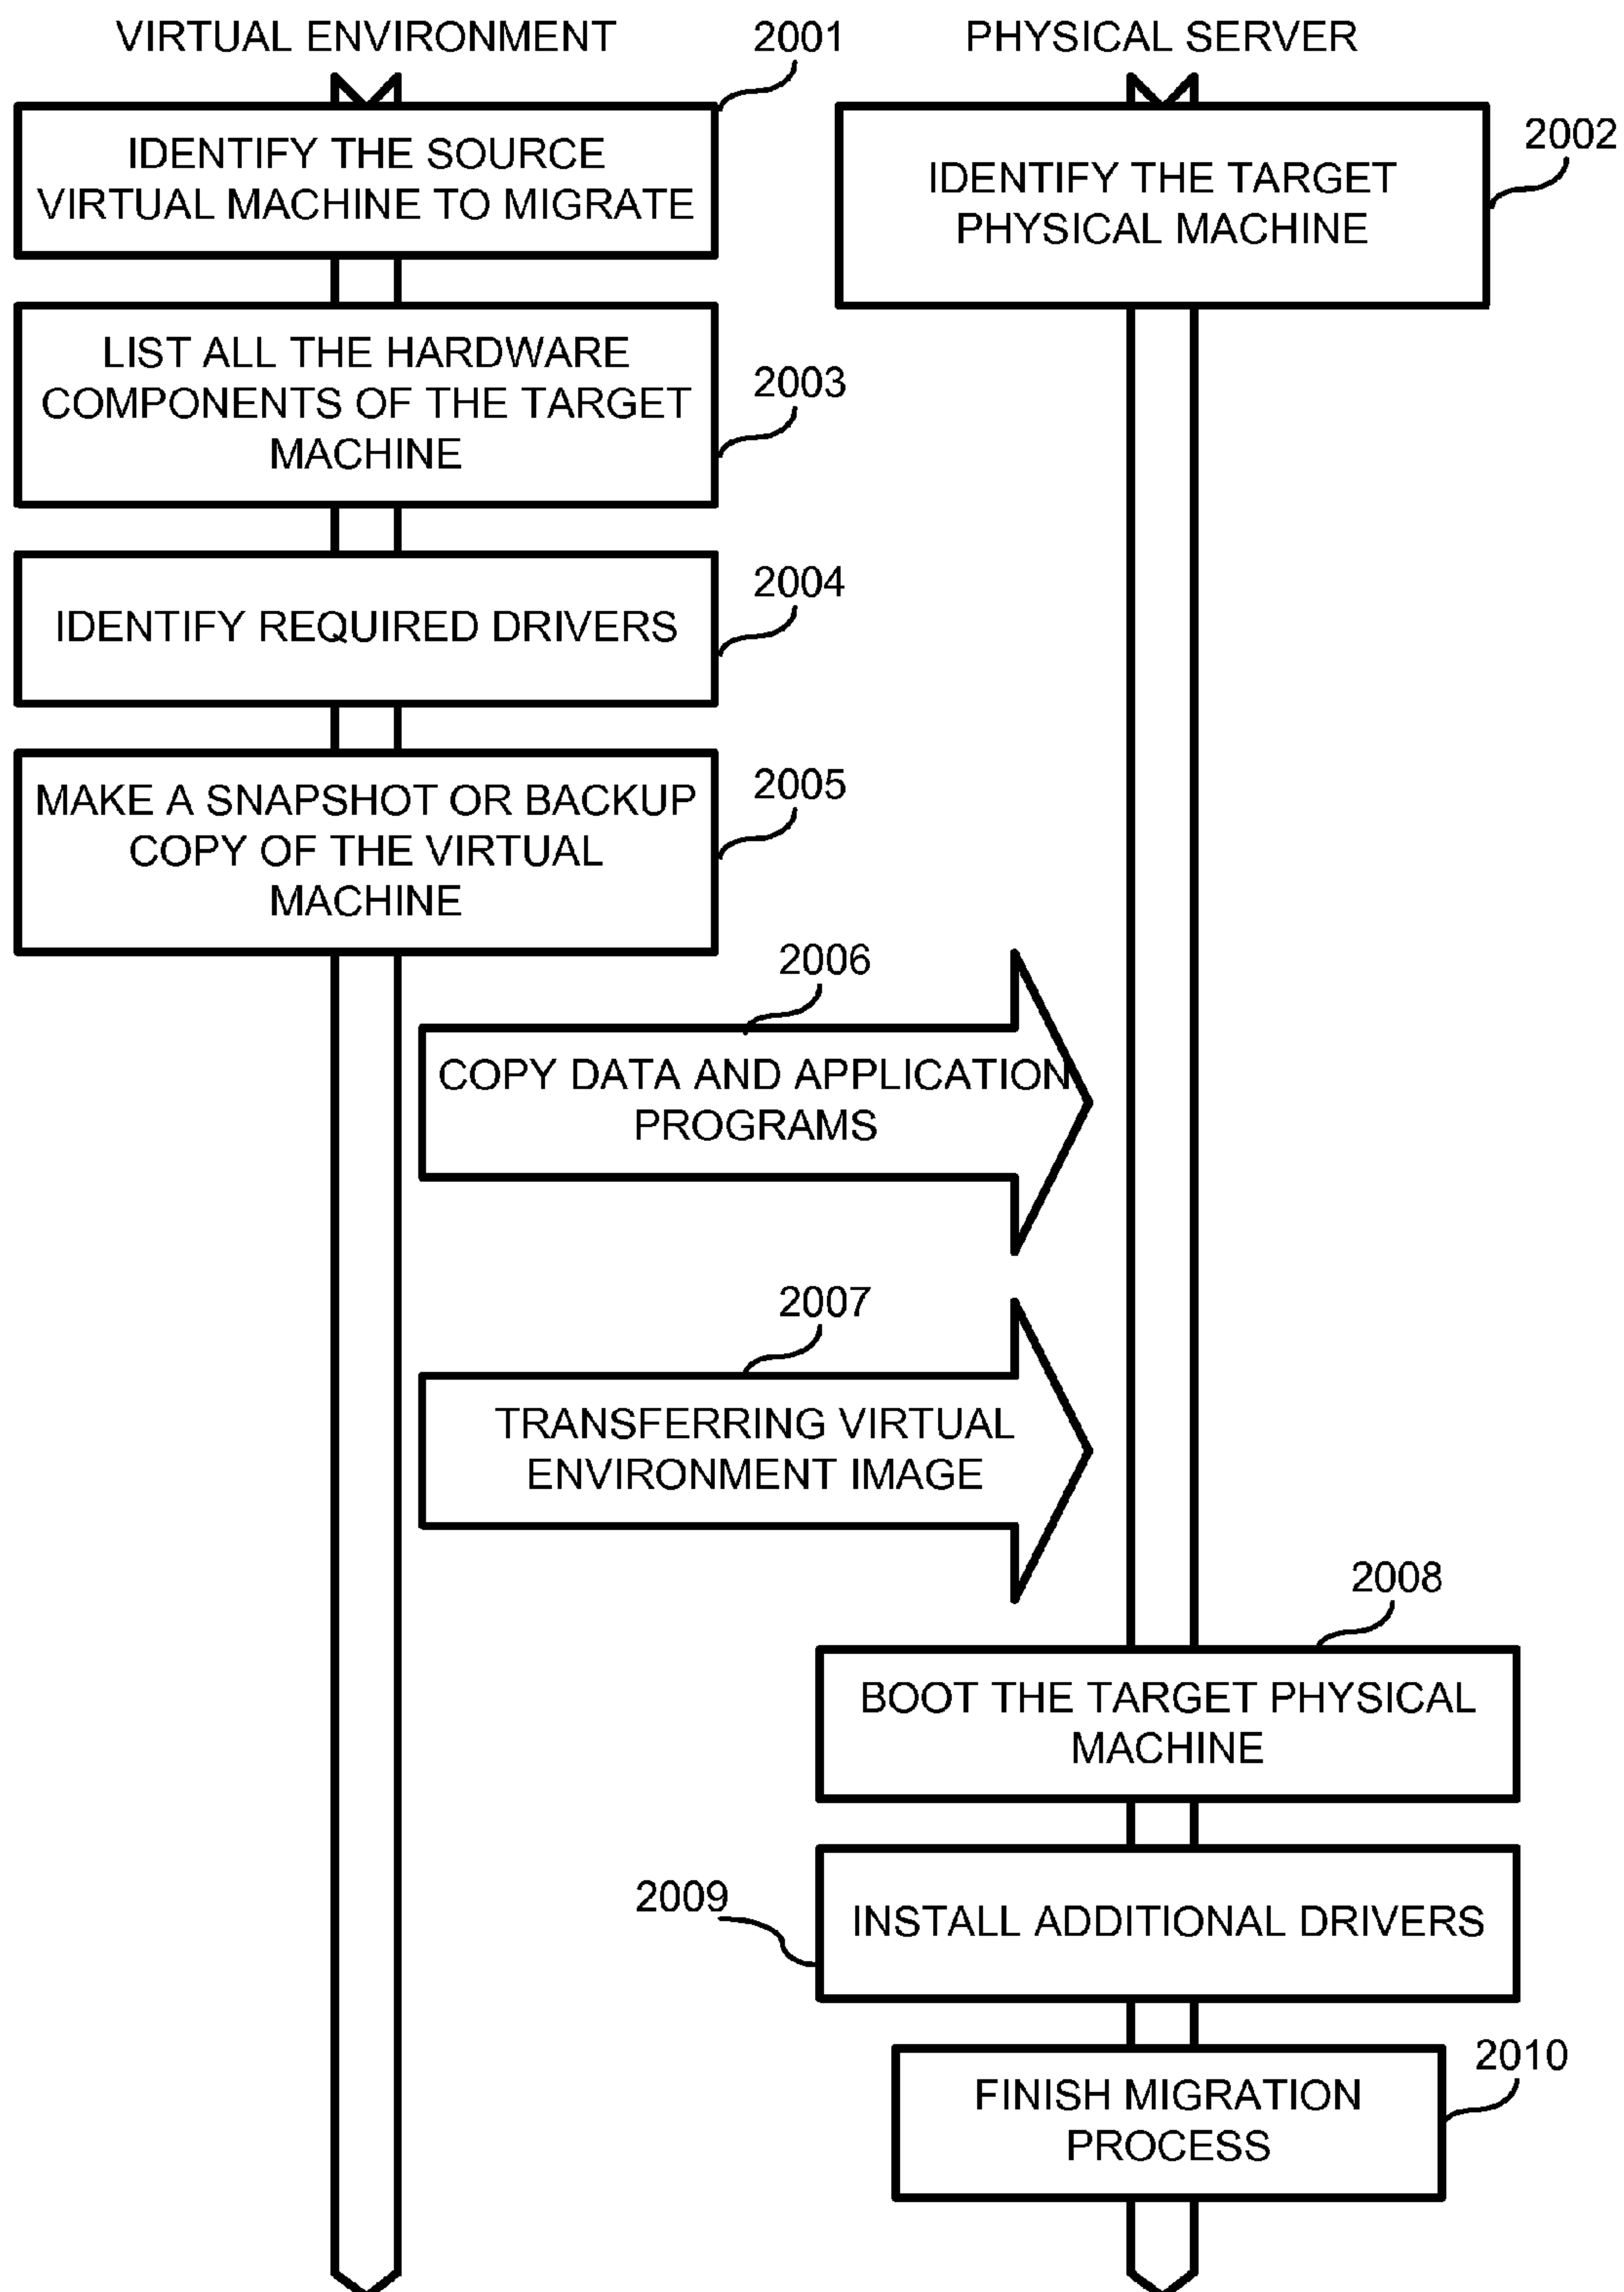 VIRTUAL ENVIRONMENT
2001
PHYSICAL SERVER
IDENTIFY THE SOURCE
VIRTUAL MACHINE TO MIGRATE
2002
IDENTIFY THE TARGET
PHYSICAL MACHINE
LIST ALL THE HARDWARE
COMPONENTS OF THE TARGET
MACHINE
2003
IDENTIFY REQUIRED DRIVERS
2004
MAKE A SNAPSHOT OR BACKUP
COPY OF THE VIRTUAL
MACHINE
2005
2006
COPY DATA AND APPLICATION
PROGRAMS
2007
TRANSFERRING VIRTUAL
ENVIRONMENT IMAGE
2008
BOOT THE TARGET PHYSICAL
MACHINE
2009
INSTALL ADDITIONAL DRIVERS
2010
FINISH MIGRATION
PROCESS